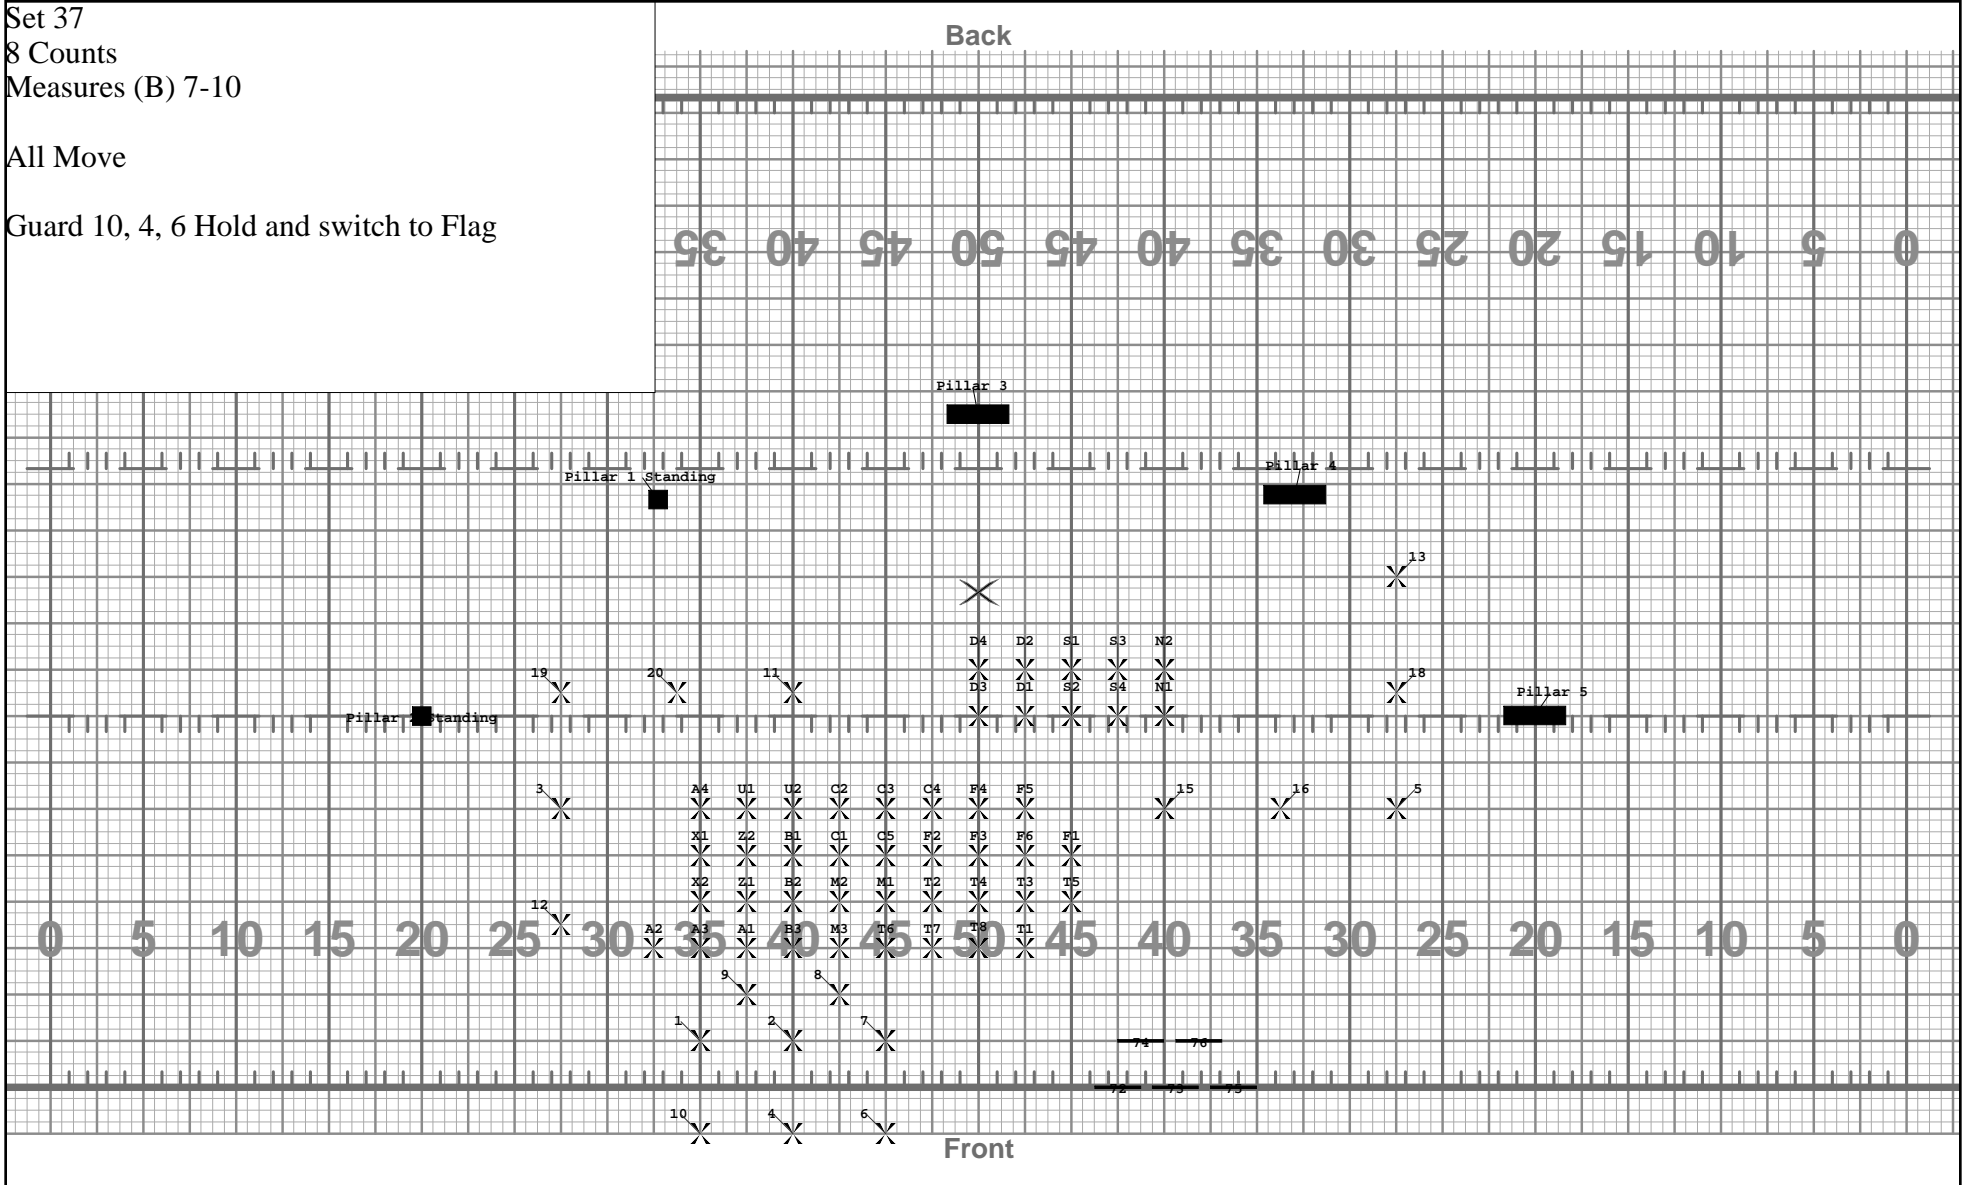 Set 37
8 Counts
Measures (B) 7-10
All Move
Guard 10, 4, 6 Hold and switch to Flag
Back
35 40 45 50 45 40 35 30 25 20 15 10 5 0
Pillar 3
Pillar 4
Pillar 1 Standing
13
D4 D2 S1 S3 N2
19 20 11 18
D3 D1 S2 S4 N1
Pillar 5
Pillar 2 Standing
3 A4 U1 U2 C2 C3 C4 F4 F5 15 16 5
X1 Z2 B1 C1 C5 F2 F3 F6 F1
X2 Z1 B2 M2 M1 T2 T4 T3 T5
12
A2 A3 A1 B3 M3 T6 T7 T8 T1
0 5 10 15 20 25 30 35 40 45 50 45 40 35 30 25 20 15 10 5 0
9 8
1 2 7
74 76
72 73 75
10 4 6
Front